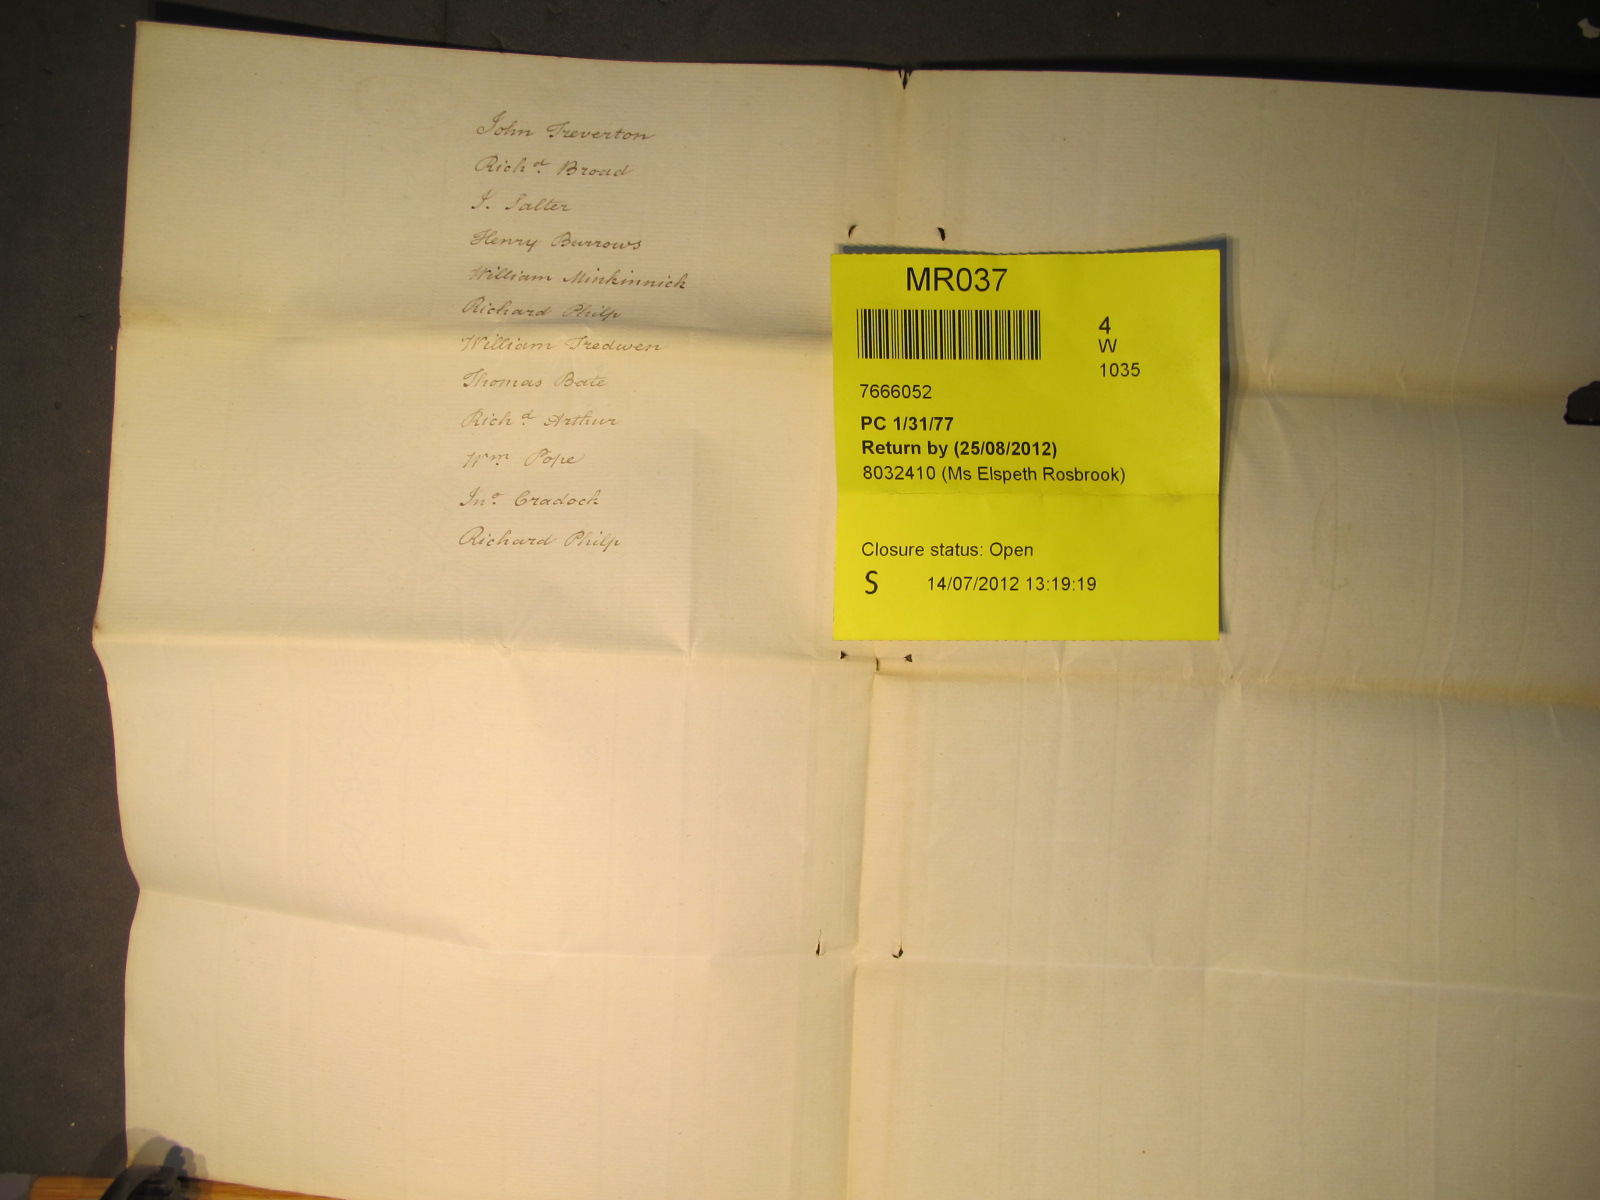 John Treverton
Richd. Broad
J. Salter
Henry Burrows
William Minkinnick
Richard Philp
William Tredwen
Thomas Bate
Richd. Arthur
Wm. Pope
Jno. Cradock
Richard Philp
MR037
4
W
1035
7666052
PC 1/31/77
Return by (25/08/2012)
8032410 (Ms Elspeth Rosbrook)
Closure status: Open
S 14/07/2012 13:19:19